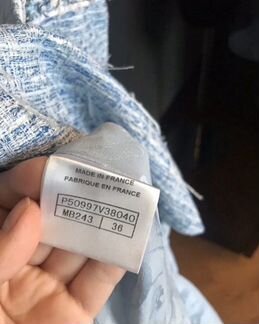 MADE IN FRANCE
FABRIQUE EN FRANCE
P50997V38040
MB243 36